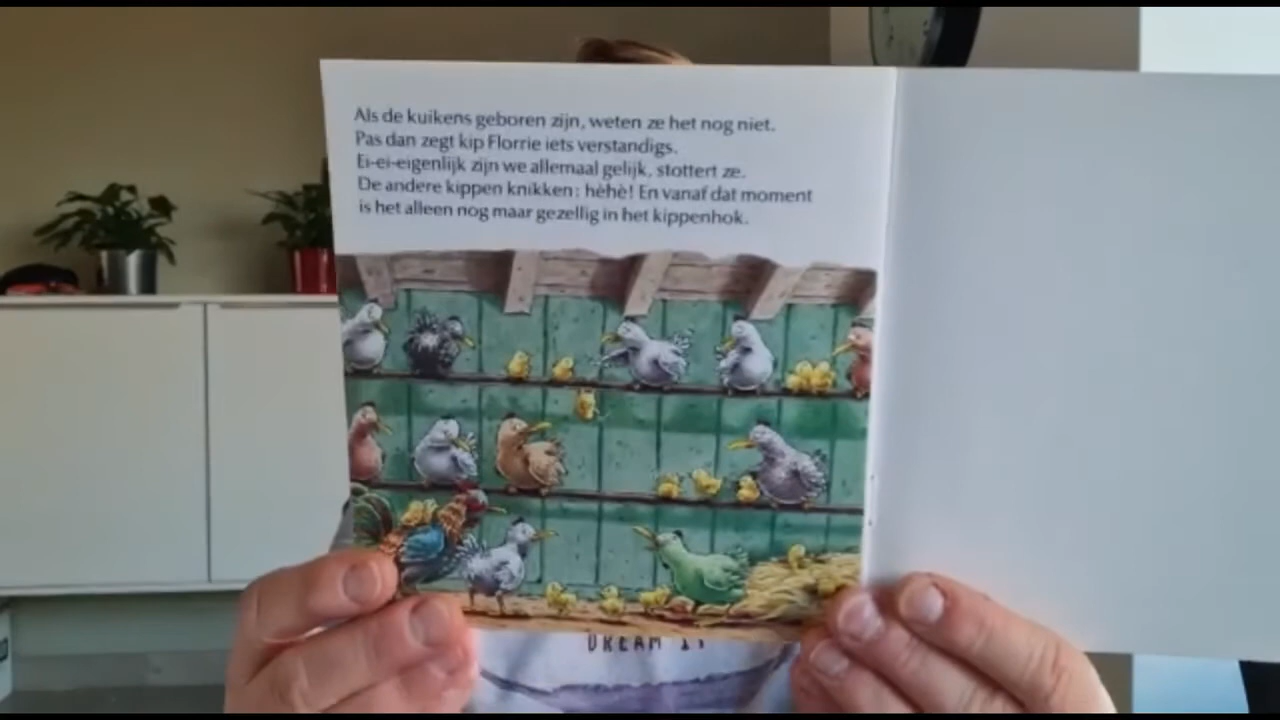 Als de kuikens geboren zijn, weten ze het nog niet.
Pas dan zegt kip Florrie iets verstandigs.
Ei-ei-eigenlijk zijn we allemaal gelijk, stottert ze.
De andere kippen knikken: hèhè! En vanaf dat moment
is het alleen nog maar gezellig in het kippenhok.
DREAM IT